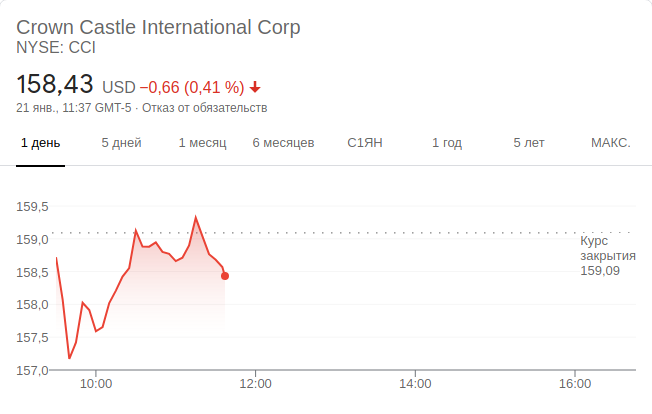 Crown Castle International Corp
NYSE: CCI
158,43 USD −0,66 (0,41 %)
21 янв., 11:37 GMT-5 · Отказ от обязательств
1 день 5 дней 1 месяц 6 месяцев С1ЯН 1 год 5 лет МАКС.
159,5
159,0
Курс
закрытия
159,09
158,5
158,0
157,5
157,0
10:00 12:00 14:00 16:00